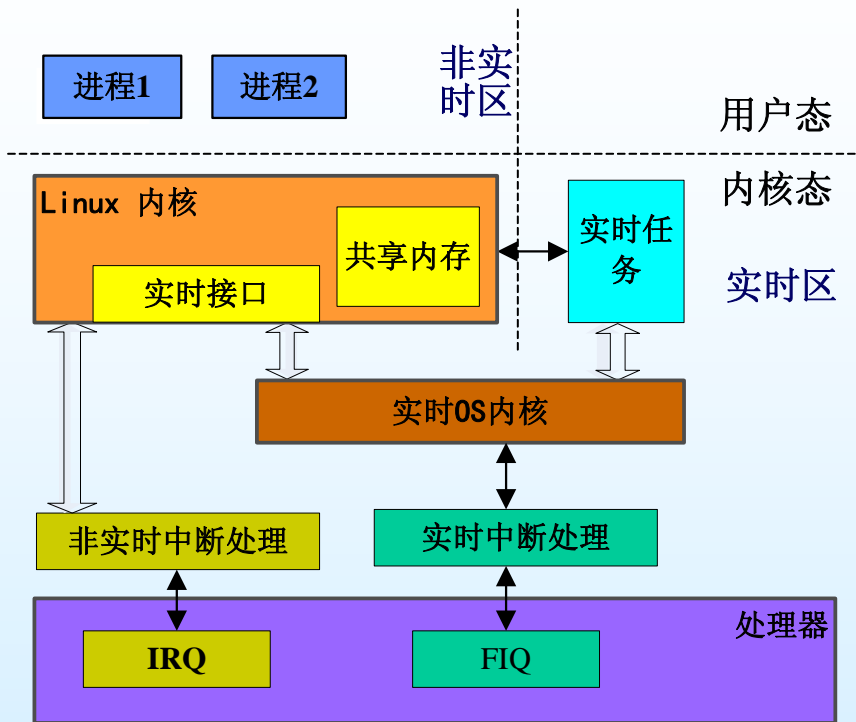 进程1
进程2
非实
时区
用户态
Linux 内核
共享内存
实时接口
实时任
务
内核态
实时区
实时OS内核
非实时中断处理
实时中断处理
处理器
IRQ
FIQ